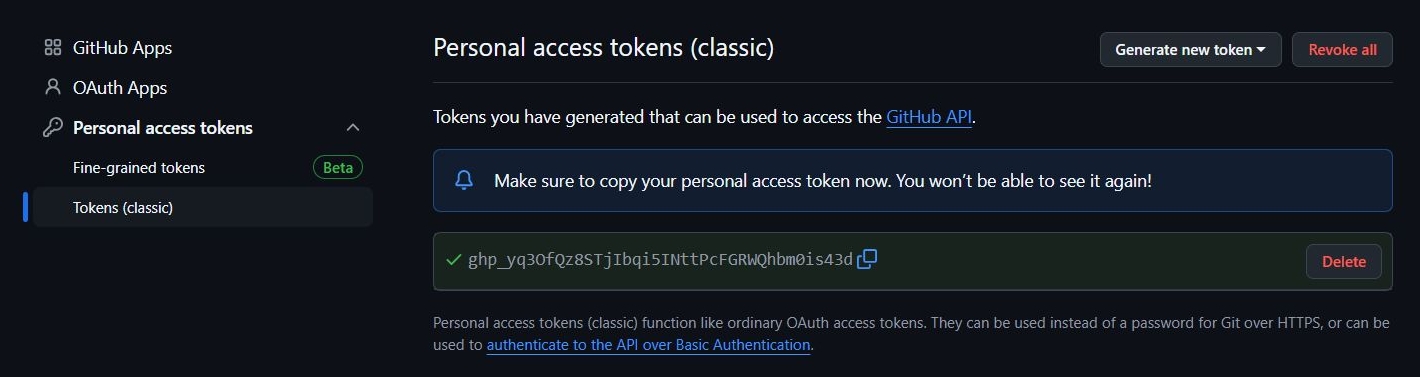 GitHub Apps
OAuth Apps
Personal access tokens
Fine-grained tokens
Beta
Tokens (classic)
Personal access tokens (classic)
Generate new token
Revoke all
Tokens you have generated that can be used to access the GitHub API.
Make sure to copy your personal access token now. You won't be able to see it again!
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
Delete
Personal access tokens (classic) function like ordinary OAuth access tokens. They can be used instead of a password for Git over HTTPS, or can be
used to authenticate to the API over Basic Authentication.